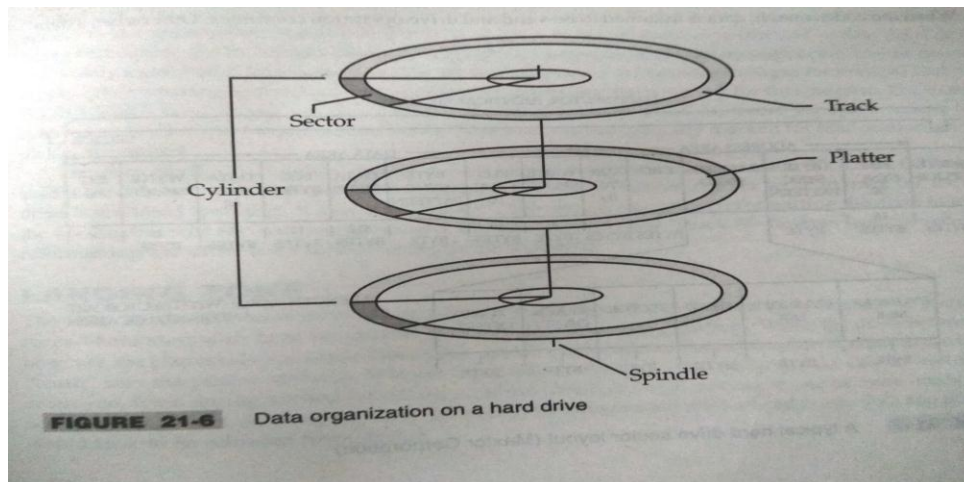 Sector
Track
Platter
Cylinder
Spindle
FIGURE 21-6 Data organization on a hard drive